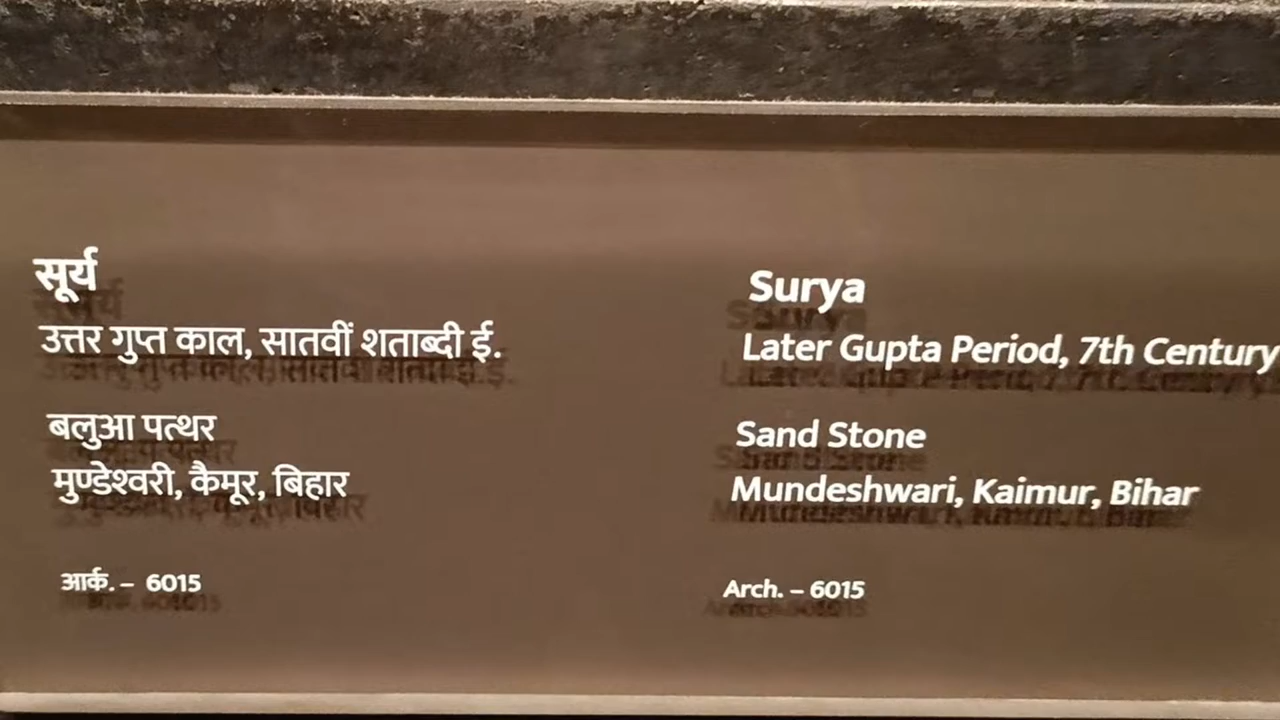 सूर्य
उत्तर गुप्त काल, सातवीं शताब्दी ई.
बलुआ पत्थर
मुण्डेश्वरी, कैमूर, बिहार
आर्क. – 6015
Surya
Later Gupta Period, 7th Century
Sand Stone
Mundeshwari, Kaimur, Bihar
Arch. – 6015